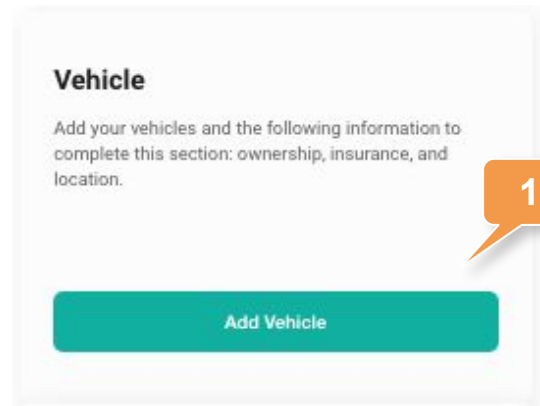 Vehicle
Add your vehicles and the following information to
complete this section: ownership, insurance, and
location.
1
Add Vehicle